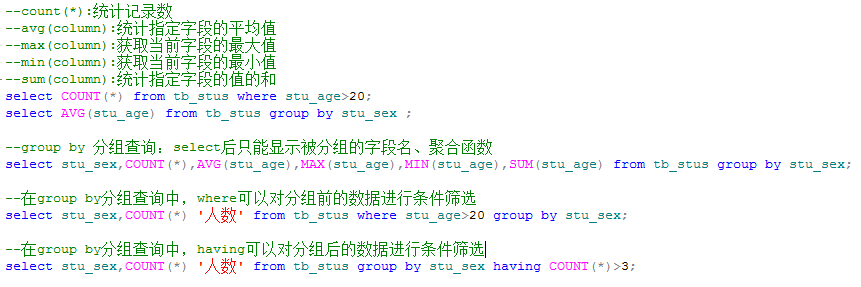 --count(*):统计记录数
--avg(column):统计指定字段的平均值
--max(column):获取当前字段的最大值
--min(column):获取当前字段的最小值
--sum(column):统计指定字段的值的和
select COUNT(*) from tb_stus where stu_age>20;
select AVG(stu_age) from tb_stus group by stu_sex ;
--group by 分组查询：select后只能显示被分组的字段名、聚合函数
select stu_sex,COUNT(*),AVG(stu_age),MAX(stu_age),MIN(stu_age),SUM(stu_age) from tb_stus group by stu_sex;
--在group by分组查询中，where可以对分组前的数据进行条件筛选
select stu_sex,COUNT(*) '人数' from tb_stus where stu_age>20 group by stu_sex;
--在group by分组查询中，having可以对分组后的数据进行条件筛选
select stu_sex,COUNT(*) '人数' from tb_stus group by stu_sex having COUNT(*)>3;